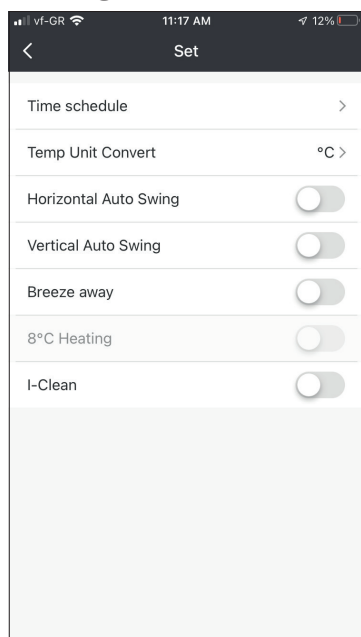 vf-GR 11:17 AM 12%
Set
Time schedule
Temp Unit Convert °C
Horizontal Auto Swing
Vertical Auto Swing
Breeze away
8°C Heating
I-Clean